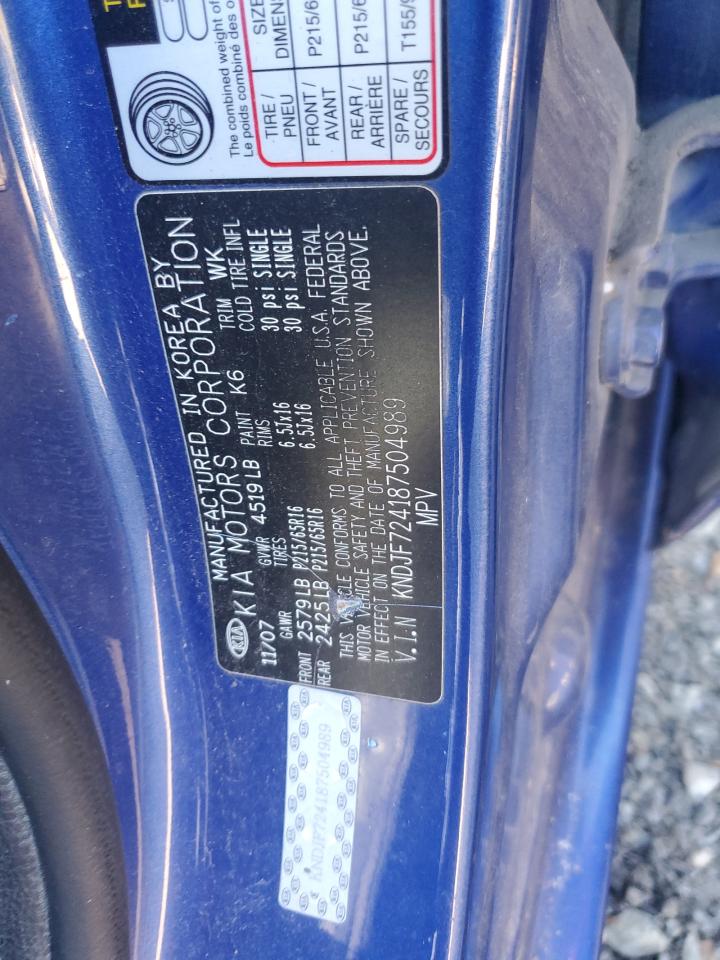 The combined weight of
Le poids combiné des o
TIRE / PNEU SIZE DIMEN
FRONT / AVANT P215/6
REAR / ARRIÈRE P215/6
SPARE / SECOURS T155/9
MANUFACTURED IN KOREA BY
KIA KIA MOTORS CORPORATION
11/07 GVWR 4519 LB PAINT K6 TRIM WK
GAWR TIRES RIMS COLD TIRE INFL
FRONT 2579 LB P215/65R16 6.5Jx16 30 psi SINGLE
REAR 2425 LB P215/65R16 6.5Jx16 30 psi SINGLE
THIS VEHICLE CONFORMS TO ALL APPLICABLE U.S.A. FEDERAL
MOTOR VEHICLE SAFETY AND THEFT PREVENTION STANDARDS
IN EFFECT ON THE DATE OF MANUFACTURE SHOWN ABOVE.
V.I.N KNDJF724187504989
MPV
KNDJF724187504989